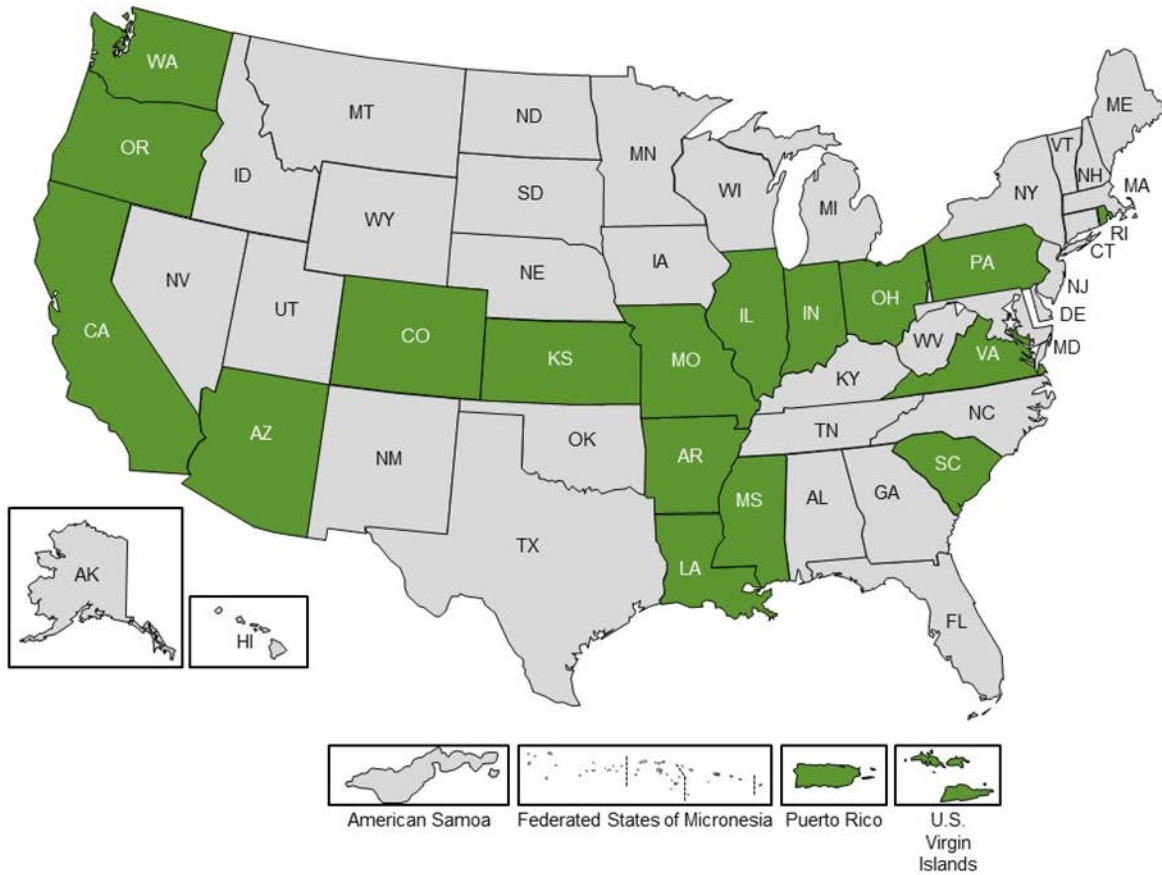 WA
MT
ND
MN
ME
OR
ID
SD
WI
MI
VT
NH
NY
MA
WY
RI
CT
IA
NE
PA
NJ
NV
UT
CA
CO
KS
MO
IL
IN
OH
DE
WV
MD
VA
KY
NC
TN
AZ
NM
OK
AR
SC
MS
AL
GA
TX
LA
FL
AK
HI
American Samoa
Federated States of Micronesia
Puerto Rico
U.S.
Virgin
Islands